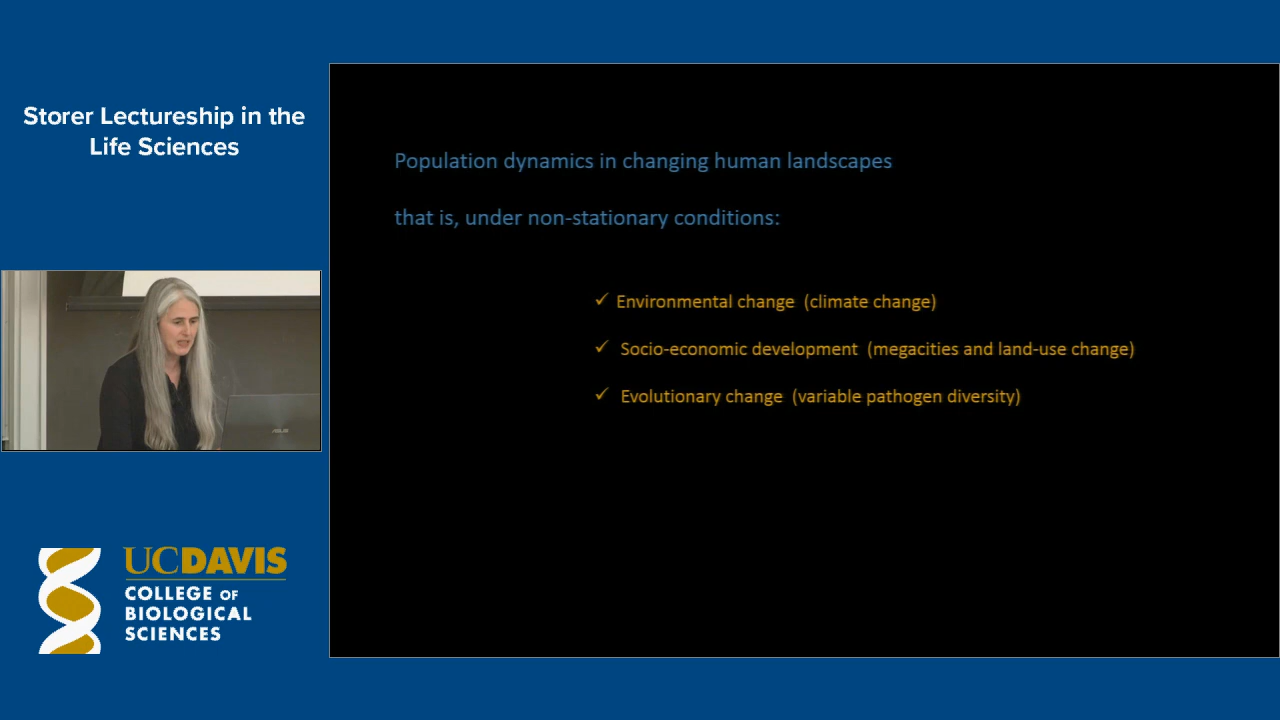 Storer Lectureship in the
Life Sciences
Population dynamics in changing human landscapes
that is, under non-stationary conditions:
✓ Environmental change (climate change)
✓ Socio-economic development (megacities and land-use change)
✓ Evolutionary change (variable pathogen diversity)
ASUS
UCDAVIS
COLLEGE OF
BIOLOGICAL
SCIENCES